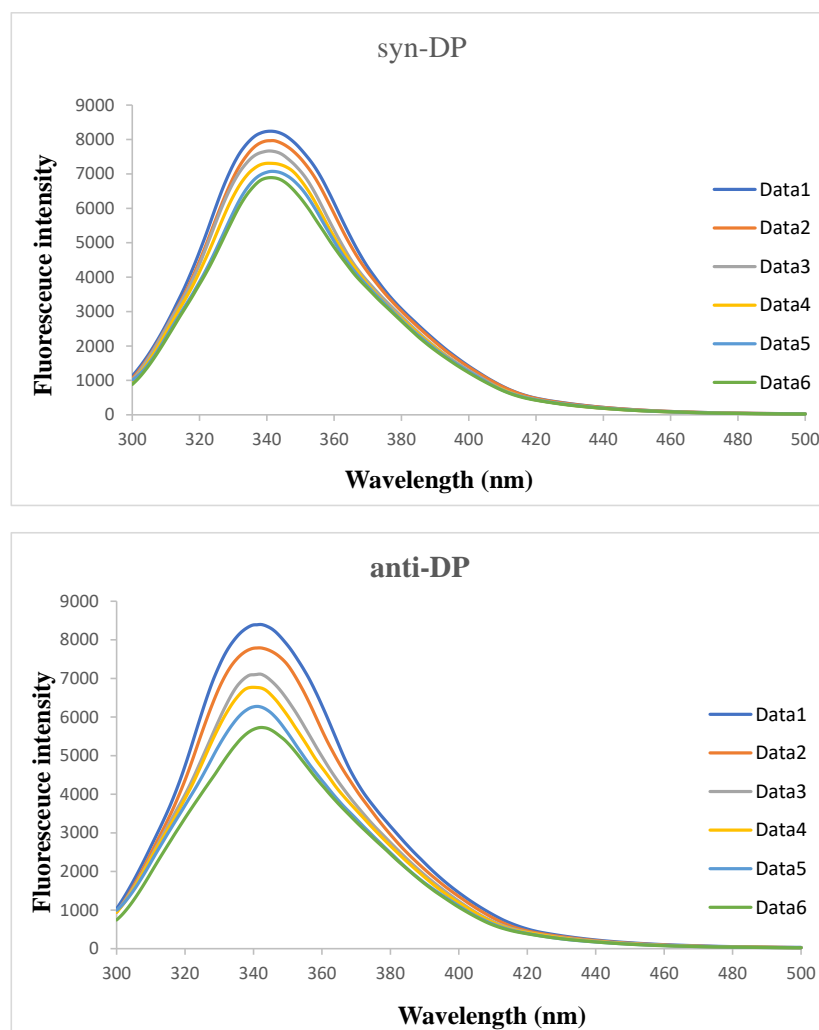 syn-DP
9000
8000
7000
6000
5000
4000
3000
2000
1000
0
Fluoresceuce intensity
Data1
Data2
Data3
Data4
Data5
Data6
300 320 340 360 380 400 420 440 460 480 500
Wavelength (nm)
anti-DP
9000
8000
7000
6000
5000
4000
3000
2000
1000
0
Fluoresceuce intensity
Data1
Data2
Data3
Data4
Data5
Data6
300 320 340 360 380 400 420 440 460 480 500
Wavelength (nm)